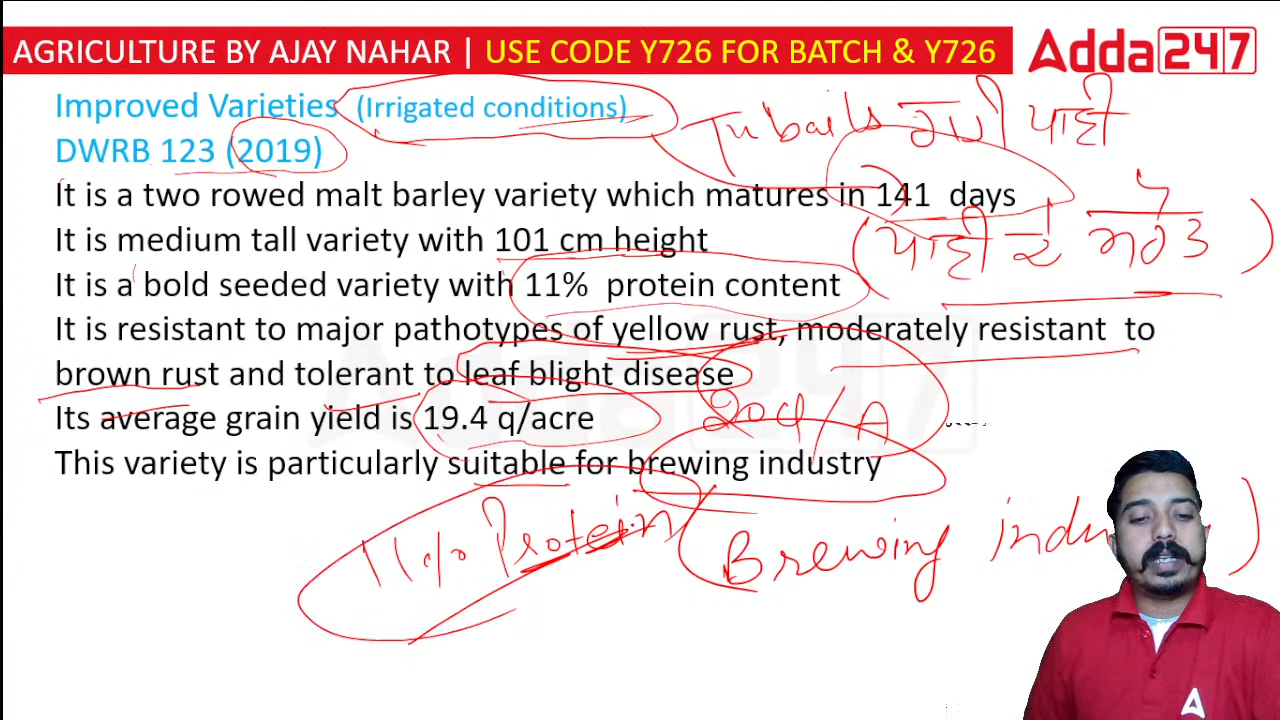 AGRICULTURE BY AJAY NAHAR | USE CODE Y726 FOR BATCH & Y726
Adda247
Improved Varieties (Irrigated conditions)
DWRB 123 (2019)
Tubails ਰਾਹੀ ਪਾਣੀ
It is a two rowed malt barley variety which matures in 141 days
It is medium tall variety with 101 cm height
(ਪਾਣੀ ਦੇ
It is a bold seeded variety with 11% protein content
It is resistant to major pathotypes of yellow rust, moderately resistant to
brown rust and tolerant to leaf blight disease
Its average grain yield is 19.4 q/acre
20q/A
This variety is particularly suitable for brewing industry
11% Protein
(Brewing